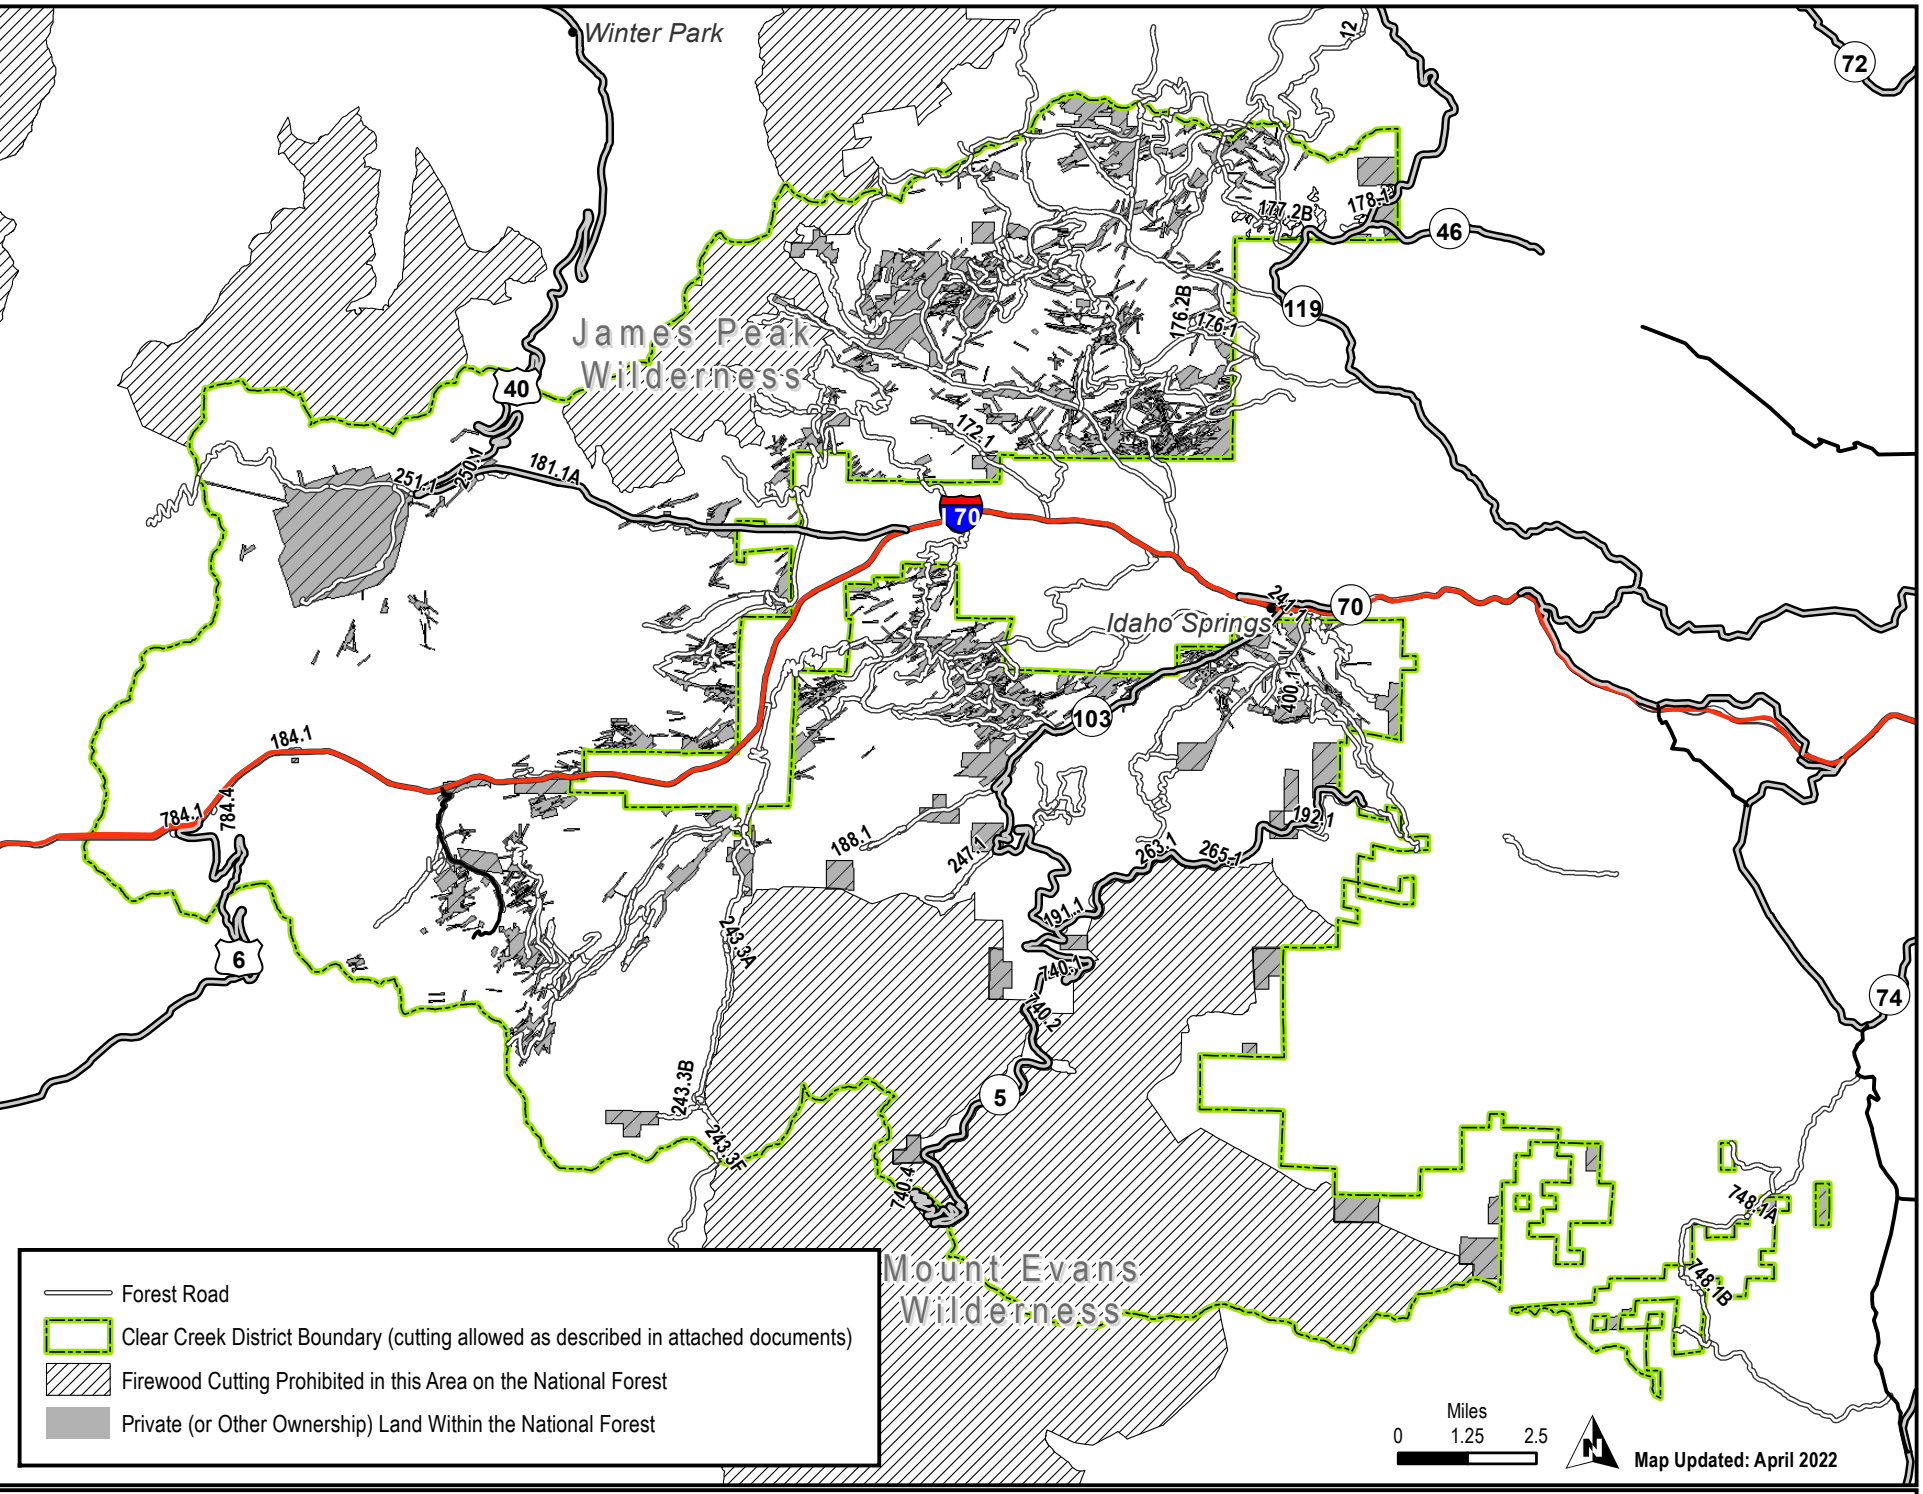 Winter Park
12
72
178.1
177.2B
46
119
176.2B
176.1
James Peak
Wilderness
40
172.1
250.1
251.1
181.1A
I 70
241.1
70
Idaho Springs
400.1
103
184.1
784.1
784.4
188.1
247.1
263.1
265.1
192.1
191.1
243.3A
6
740.1
740.2
74
243.3B
5
243.3F
740.4
748.1A
748.1B
Mount Evans
Wilderness
Forest Road
Clear Creek District Boundary (cutting allowed as described in attached documents)
Firewood Cutting Prohibited in this Area on the National Forest
Private (or Other Ownership) Land Within the National Forest
Miles
0 1.25 2.5
N
Map Updated: April 2022